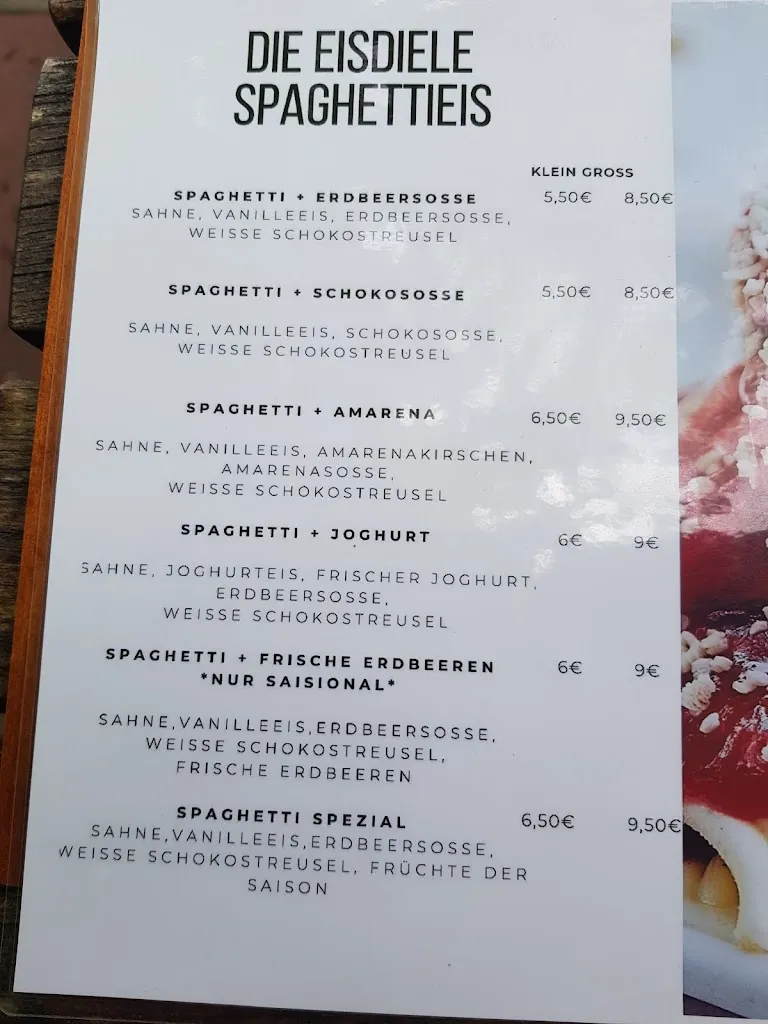 DIE EISDIELE
SPAGHETTIEIS
KLEIN GROSS
SPAGHETTI + ERDBEERSOSSE 5,50€ 8,50€
SAHNE, VANILLEEIS, ERDBEERSOSSE,
WEISSE SCHOKOSTREUSEL
SPAGHETTI + SCHOKOSOSSE 5,50€ 8,50€
SAHNE, VANILLEEIS, SCHOKOSOSSE,
WEISSE SCHOKOSTREUSEL
SPAGHETTI + AMARENA 6,50€ 9,50€
SAHNE, VANILLEEIS, AMARENAKIRSCHEN,
AMARENASOSSE,
WEISSE SCHOKOSTREUSEL
SPAGHETTI + JOGHURT 6€ 9€
SAHNE, JOGHURTEIS, FRISCHER JOGHURT,
ERDBEERSOSSE,
WEISSE SCHOKOSTREUSEL
SPAGHETTI + FRISCHE ERDBEEREN 6€ 9€
*NUR SAISIONAL*
SAHNE,VANILLEEIS,ERDBEERSOSSE,
WEISSE SCHOKOSTREUSEL,
FRISCHE ERDBEEREN
SPAGHETTI SPEZIAL 6,50€ 9,50€
SAHNE,VANILLEEIS,ERDBEERSOSSE,
WEISSE SCHOKOSTREUSEL, FRÜCHTE DER
SAISON